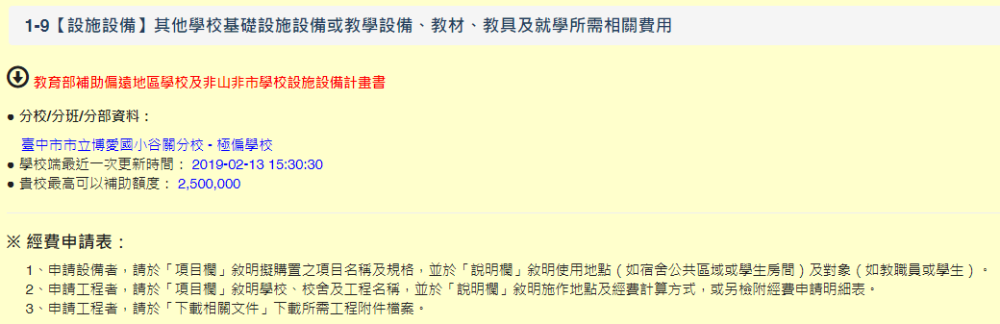 1-9【設施設備】其他學校基礎設施設備或教學設備、教材、教具及就學所需相關費用
教育部補助偏遠地區學校及非山非市學校設施設備計畫書
● 分校/分班/分部資料：
臺中市市立博愛國小谷關分校 - 極偏學校
● 學校端最近一次更新時間： 2019-02-13 15:30:30
● 貴校最高可以補助額度： 2,500,000
※ 經費申請表：
1、申請設備者，請於「項目欄」敘明擬購置之項目名稱及規格，並於「說明欄」敘明使用地點（如宿舍公共區域或學生房間）及對象（如教職員或學生）。
2、申請工程者，請於「項目欄」敘明學校、校舍及工程名稱，並於「說明欄」敘明施作地點及經費計算方式，或另檢附經費申請明細表。
3、申請工程者，請於「下載相關文件」下載所需工程附件檔案。